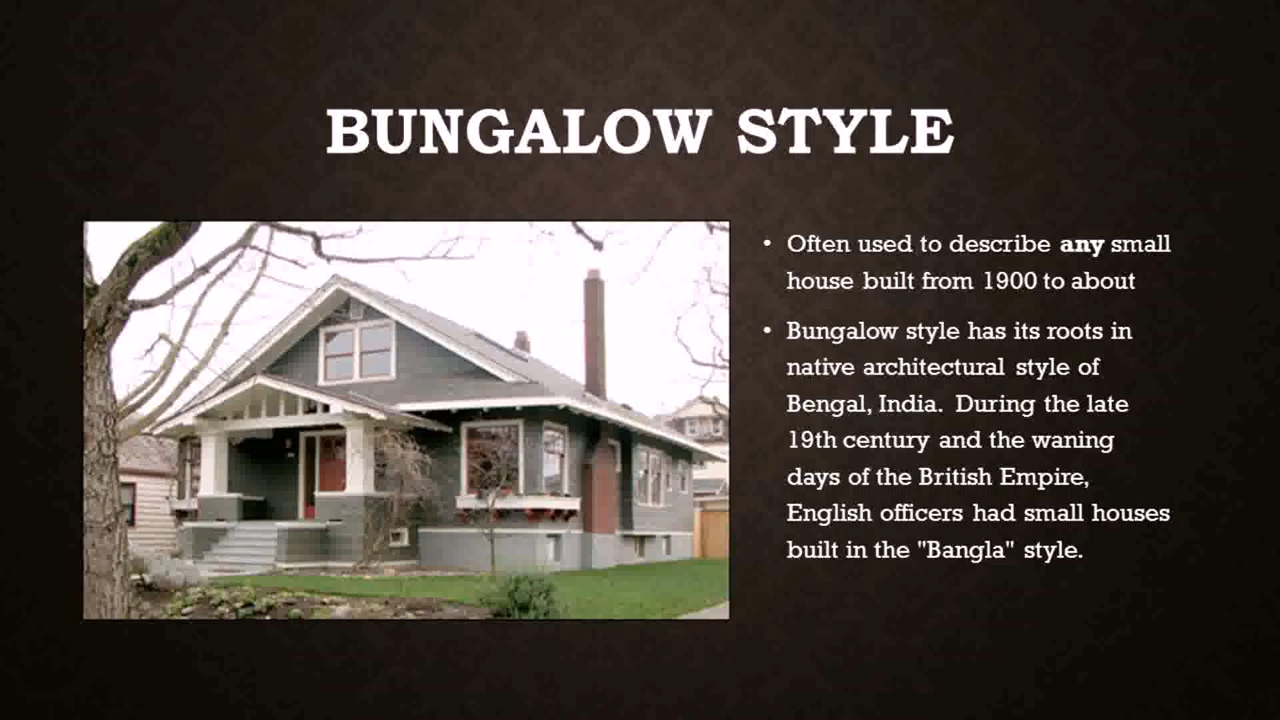 BUNGALOW STYLE
• Often used to describe any small
house built from 1900 to about
• Bungalow style has its roots in
native architectural style of
Bengal, India. During the late
19th century and the waning
days of the British Empire,
English officers had small houses
built in the "Bangla" style.